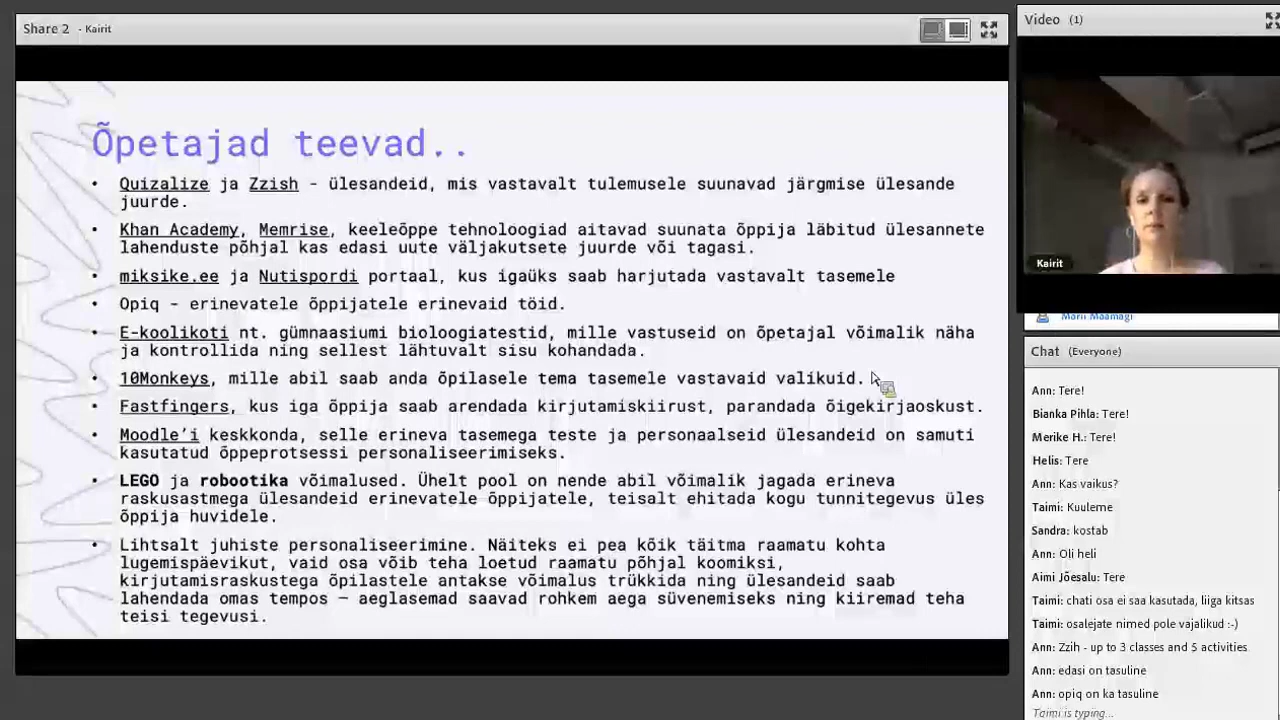 Share 2 - Kairit
Õpetajad teevad..
• Quizalize ja Zzish - ülesandeid, mis vastavalt tulemusele suunavad järgmise ülesande
juurde.
• Khan Academy, Memrise, keeleõppe tehnoloogiad aitavad suunata õppija läbitud ülesannete
lahenduste põhjal kas edasi uute väljakutsete juurde või tagasi.
• miksike.ee ja Nutispordi portaal, kus igaüks saab harjutada vastavalt tasemele
• Opiq - erinevatele õppijatele erinevaid töid.
• E-koolikoti nt. gümnaasiumi bioloogiatestid, mille vastuseid on õpetajal võimalik näha
ja kontrollida ning sellest lähtuvalt sisu kohandada.
• 10Monkeys, mille abil saab anda õpilasele tema tasemele vastavaid valikuid.
• Fastfingers, kus iga õppija saab arendada kirjutamiskiirust, parandada õigekirjaoskust.
• Moodle’i keskkonda, selle erineva tasemega teste ja personaalseid ülesandeid on samuti
kasutatud õppeprotsessi personaliseerimiseks.
• LEGO ja robootika võimalused. Ühelt pool on nende abil võimalik jagada erineva
raskusastmega ülesandeid erinevatele õppijatele, teisalt ehitada kogu tunnitegevus üles
õppija huvidele.
• Lihtsalt juhiste personaliseerimine. Näiteks ei pea kõik täitma raamatu kohta
lugemispäevikut, vaid osa võib teha loetud raamatu põhjal koomiksi,
kirjutamisraskustega õpilastele antakse võimalus trükkida ning ülesandeid saab
lahendada omas tempos – aeglasemad saavad rohkem aega süvenemiseks ning kiiremad teha
teisi tegevusi.
Video (1)
Kairit
Marii Maamägi
Chat (Everyone)
Ann: Tere!
Bianka Pihla: Tere!
Merike H.: Tere!
Helis: Tere
Ann: Kas vaikus?
Taimi: Kuuleme
Sandra: kostab
Ann: Oli heli
Aimi Jõesalu: Tere
Taimi: chati osa ei saa kasutada, liiga kitsas
Taimi: osalejate nimed pole vajalikud :-)
Ann: Zzih - up to 3 classes and 5 activities
Ann: edasi on tasuline
Ann: opiq on ka tasuline
Taimi is typing...